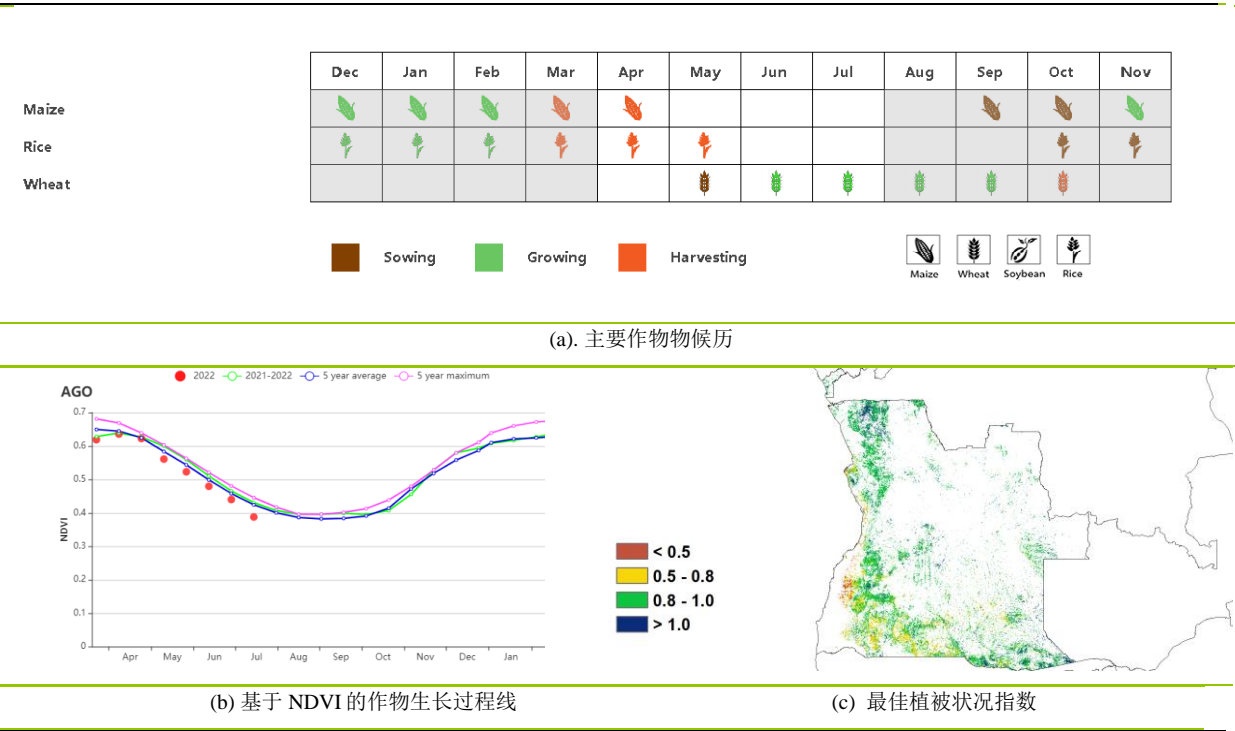 Dec Jan Feb Mar Apr May Jun Jul Aug Sep Oct Nov
Maize
Rice
Wheat
Sowing Growing Harvesting
Maize Wheat Soybean Rice
(a). 主要作物物候历
2022 2021-2022 5 year average 5 year maximum
AGO
0.7
0.6
0.5
0.4
0.3
0.2
0.1
0
NDVI
Apr May Jun Jul Aug Sep Oct Nov Dec Jan
< 0.5
0.5 - 0.8
0.8 - 1.0
> 1.0
(b) 基于 NDVI 的作物生长过程线
(c) 最佳植被状况指数